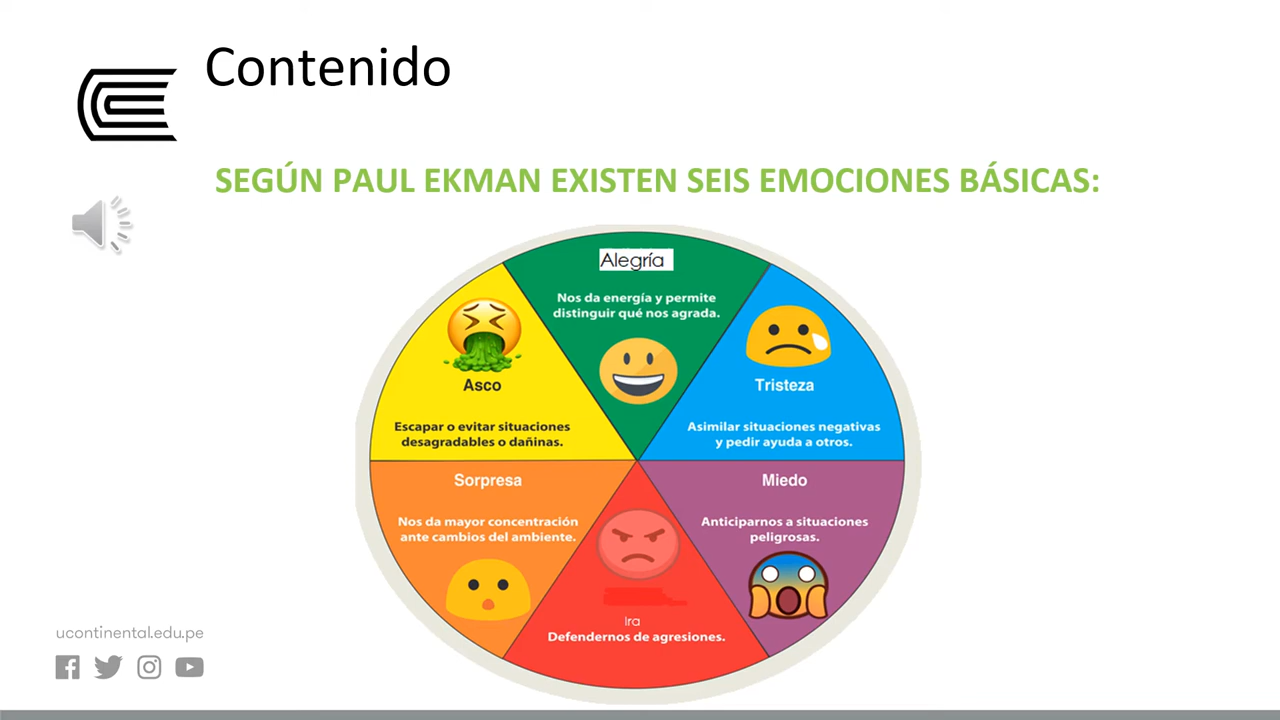 Contenido
SEGÚN PAUL EKMAN EXISTEN SEIS EMOCIONES BÁSICAS:
Alegría
Nos da energía y permite
distinguir qué nos agrada.
Asco
Escapar o evitar situaciones
desagradables o dañinas.
Tristeza
Asimilar situaciones negativas
y pedir ayuda a otros.
Sorpresa
Nos da mayor concentración
ante cambios del ambiente.
Miedo
Anticiparnos a situaciones
peligrosas.
Ira
Defendernos de agresiones.
ucontinental.edu.pe